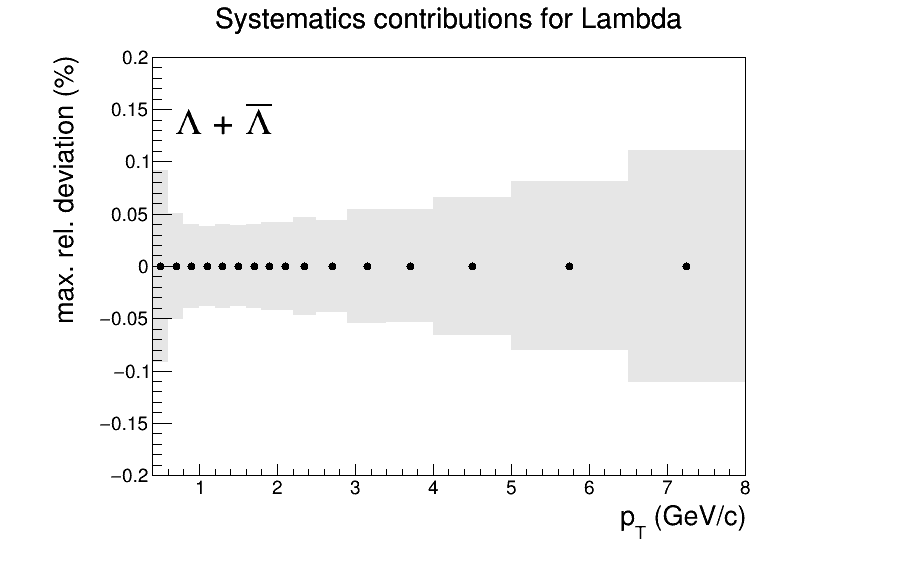 Systematics contributions for Lambda
max. rel. deviation (%)
Λ + Λ̅
0.2
0.15
0.1
0.05
0
−0.05
−0.1
−0.15
−0.2
1 2 3 4 5 6 7 8
p_T (GeV/c)